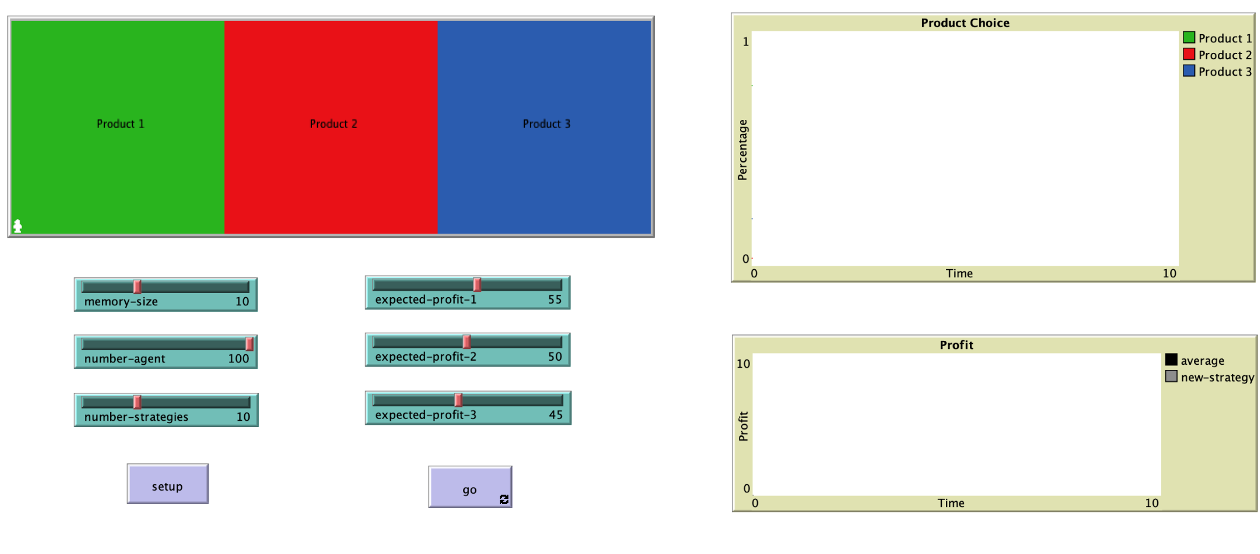 Product 1
Product 2
Product 3
memory-size 10
number-agent 100
number-strategies 10
setup
expected-profit-1 55
expected-profit-2 50
expected-profit-3 45
go
Product Choice
1
Percentage
0
0
Time
10
Product 1
Product 2
Product 3
Profit
10
Profit
0
0
Time
10
average
new-strategy